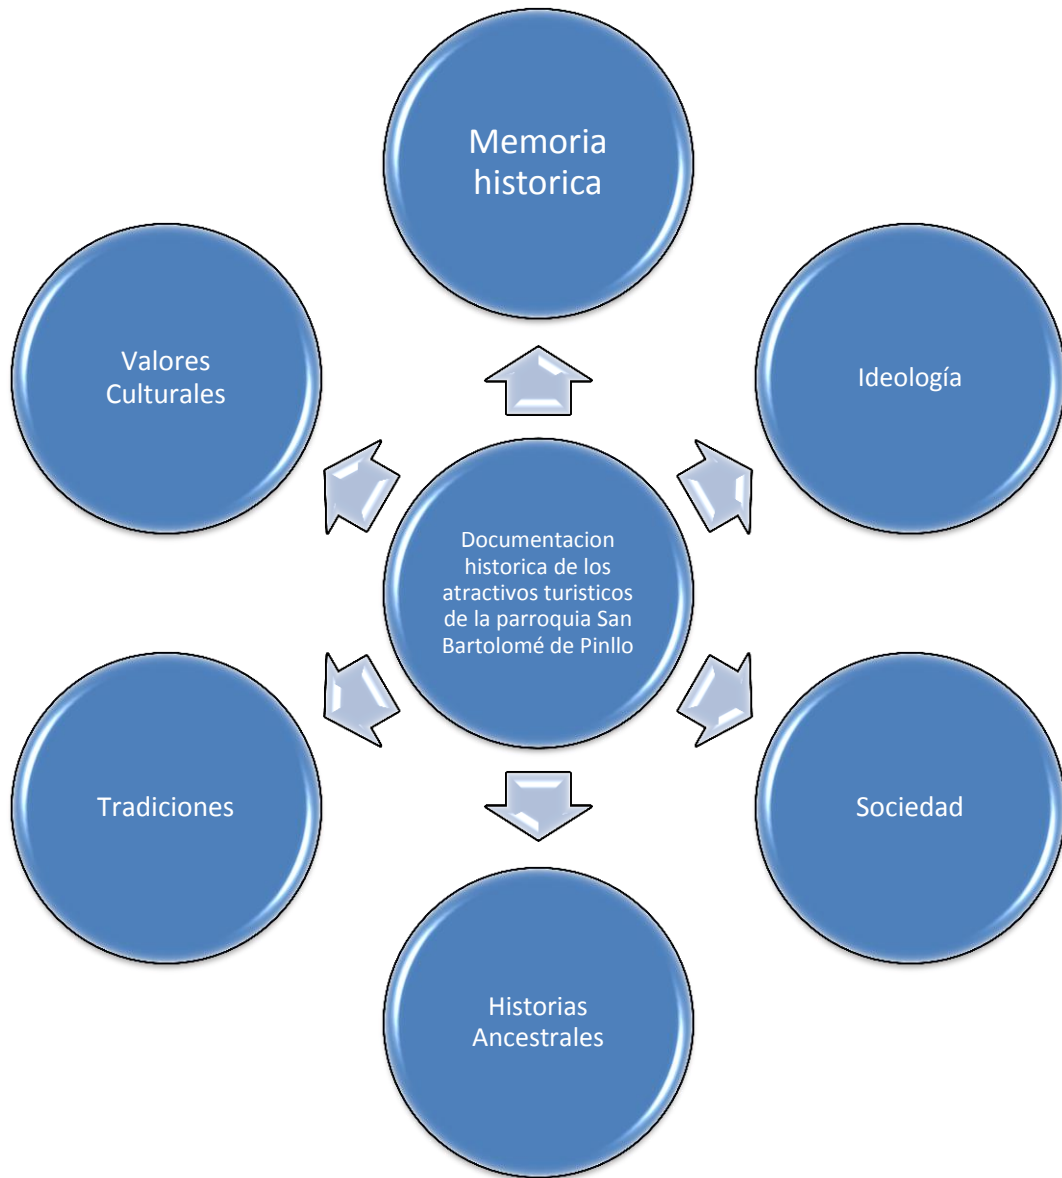 Memoria
historica
Valores
Culturales
Ideología
Documentacion
historica de los
atractivos turisticos
de la parroquia San
Bartolomé de Pinllo
Tradiciones
Sociedad
Historias
Ancestrales